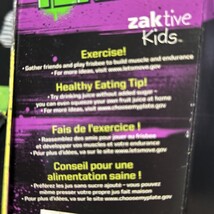 zaktive
Kids
Exercise!
• Gather friends and play frisbee to build muscle and endurance
• For more ideas, visit www.letsmove.gov
Healthy Eating Tip!
• Try drinking juice without added sugar -
you can even squeeze your own fruit juice at home
• For more ideas, visit www.choosemyplate.gov
Fais de l'exercice !
• Rassemble des amis pour jouer au frisbee et
développer vos muscles et votre endurance
• Pour plus d'idées, va sur le site www.letsmove.gov
Conseil pour une
alimentation saine !
• Préférez les jus sans sucre ajouté - vous pouvez
même presser votre propre jus fait maison
• Pour plus d'idées, va sur le site www.choosemyplate.gov